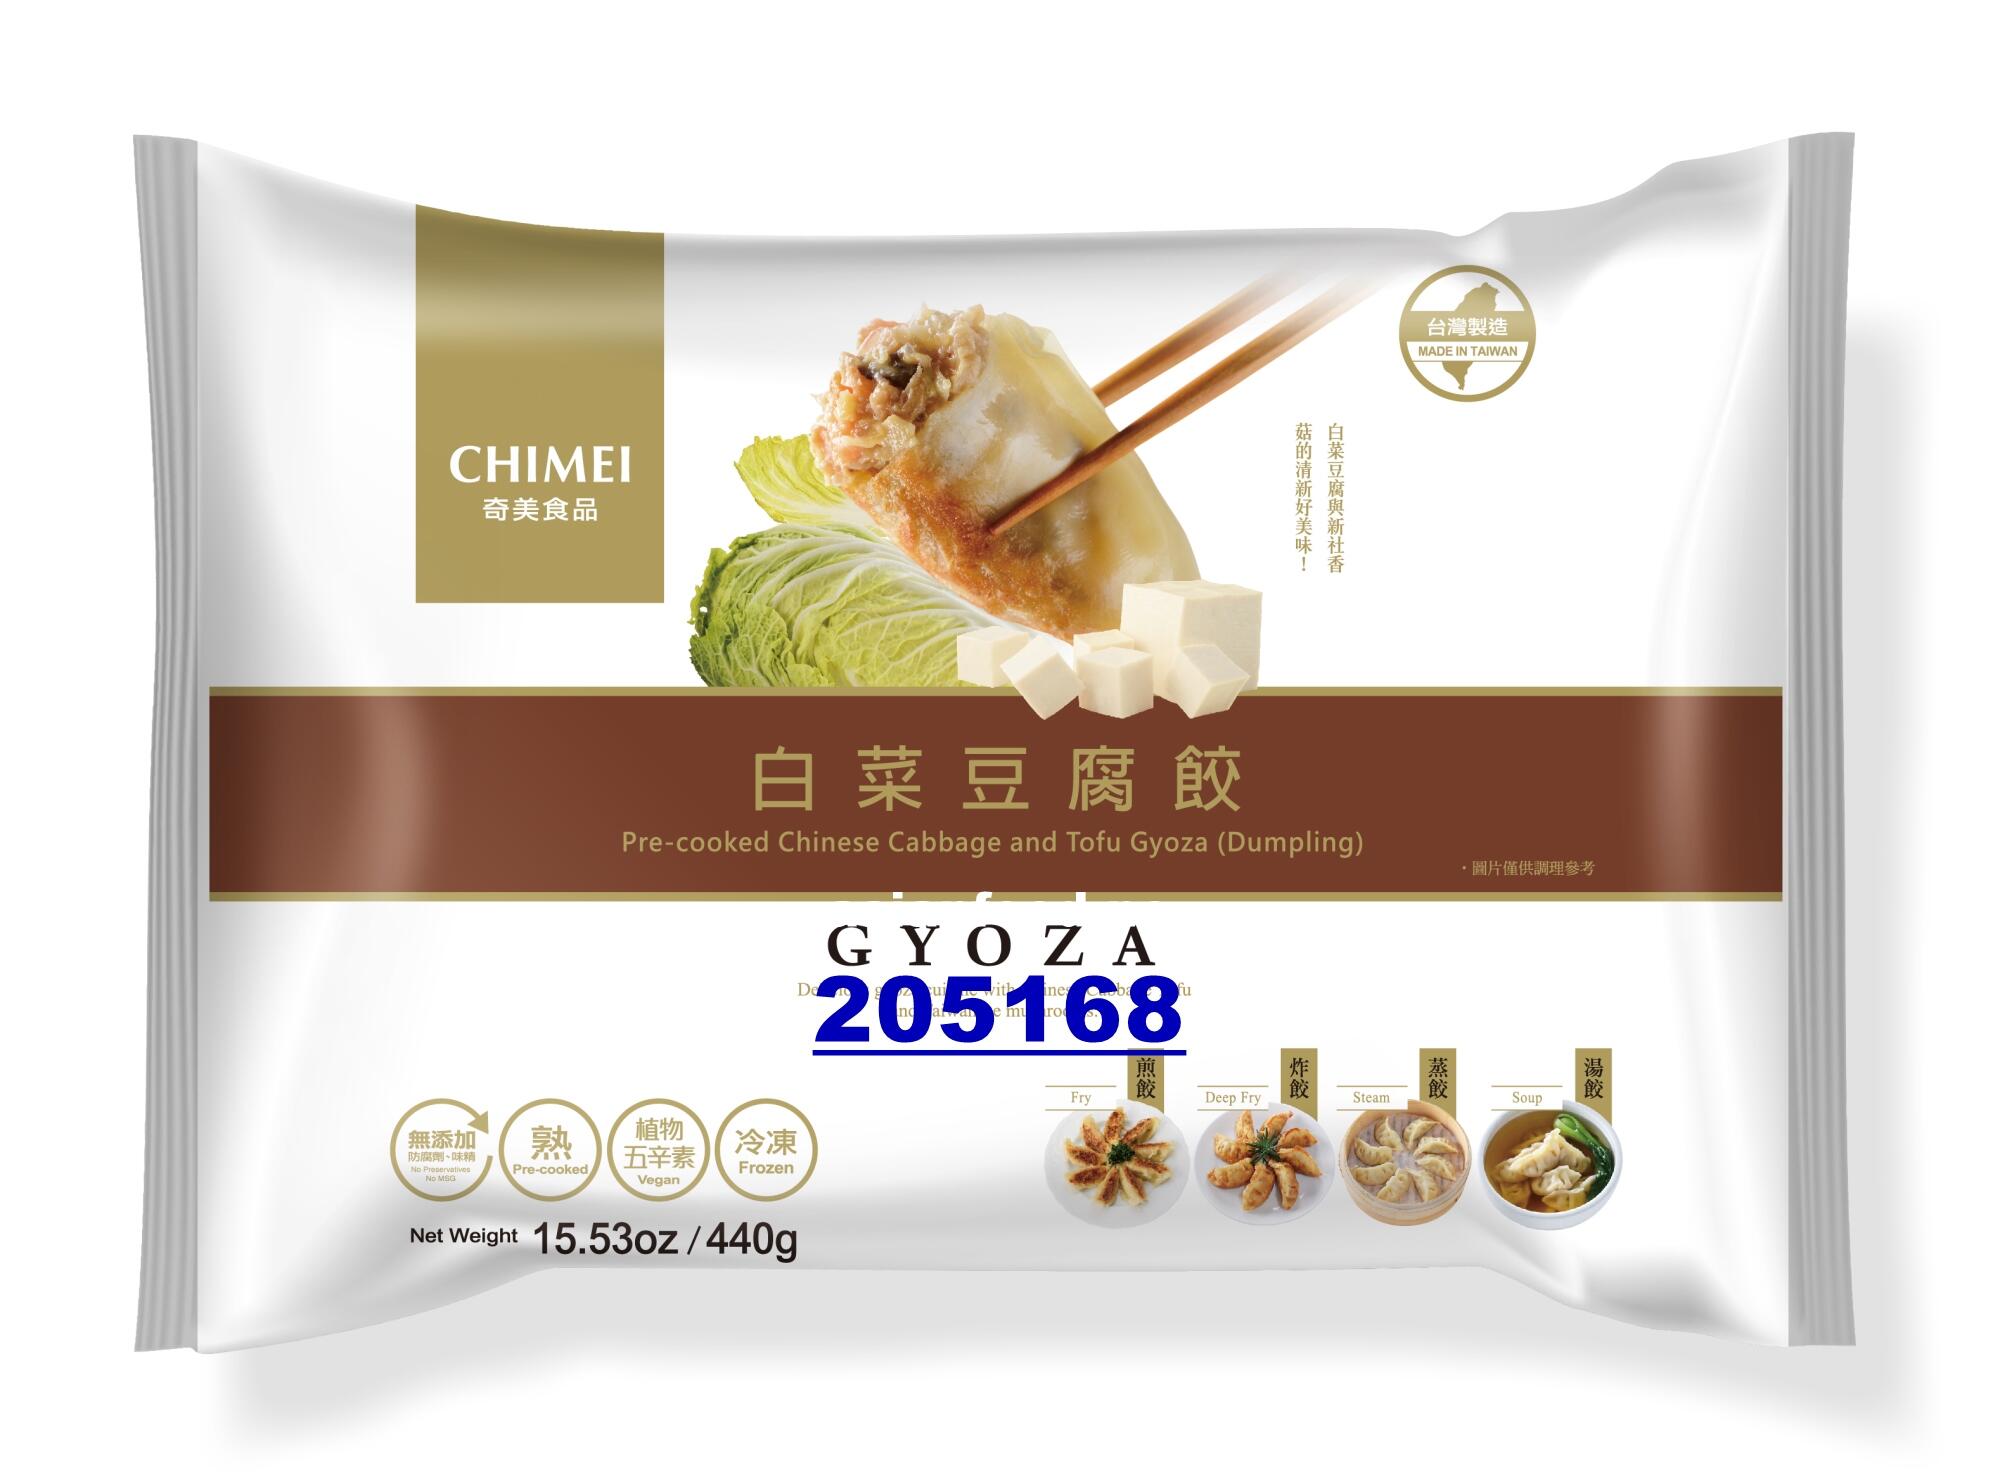 CHIMEI
奇美食品
台灣製造
MADE IN TAIWAN
白菜豆腐與新社香
菇的清新好美味！
白菜豆腐餃
Pre-cooked Chinese Cabbage and Tofu Gyoza (Dumpling)
・圖片僅供調理參考
GYOZA
205168
煎餃
Fry
炸餃
Deep Fry
蒸餃
Steam
湯餃
Soup
無添加
防腐劑、味精
No Preservatives
No MSG
熟
Pre-cooked
植物
五辛素
Vegan
冷凍
Frozen
Net Weight 15.53oz / 440g